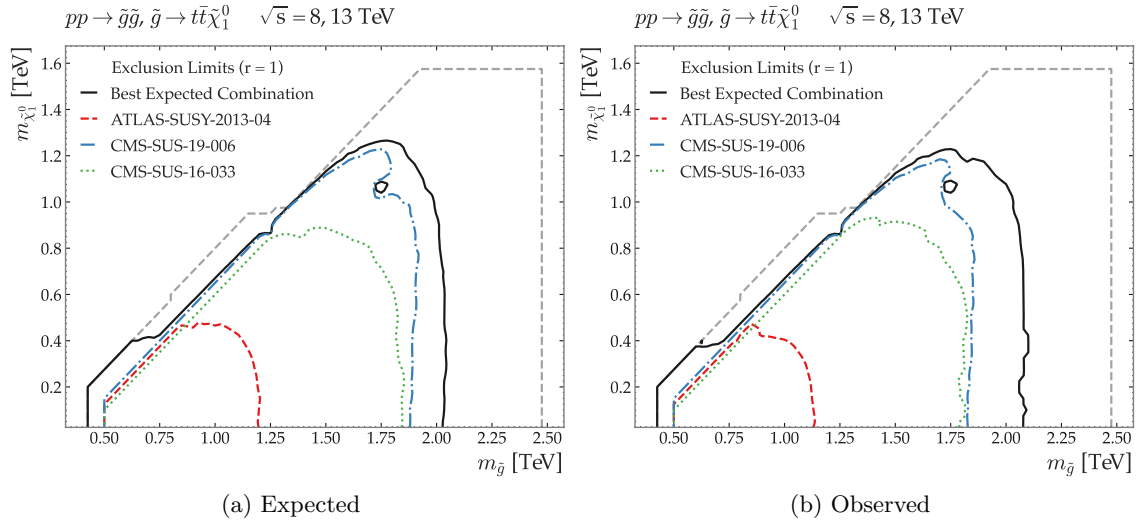 pp → g̃g̃, g̃ → tt̄χ̃₁⁰ √s = 8, 13 TeV
m_χ̃₁⁰ [TeV]
1.6
1.4
1.2
1.0
0.8
0.6
0.4
0.2
Exclusion Limits (r = 1)
Best Expected Combination
ATLAS-SUSY-2013-04
CMS-SUS-19-006
CMS-SUS-16-033
0.50 0.75 1.00 1.25 1.50 1.75 2.00 2.25 2.50
m_g̃ [TeV]
(a) Expected
pp → g̃g̃, g̃ → tt̄χ̃₁⁰ √s = 8, 13 TeV
m_χ̃₁⁰ [TeV]
1.6
1.4
1.2
1.0
0.8
0.6
0.4
0.2
Exclusion Limits (r = 1)
Best Expected Combination
ATLAS-SUSY-2013-04
CMS-SUS-19-006
CMS-SUS-16-033
0.50 0.75 1.00 1.25 1.50 1.75 2.00 2.25 2.50
m_g̃ [TeV]
(b) Observed